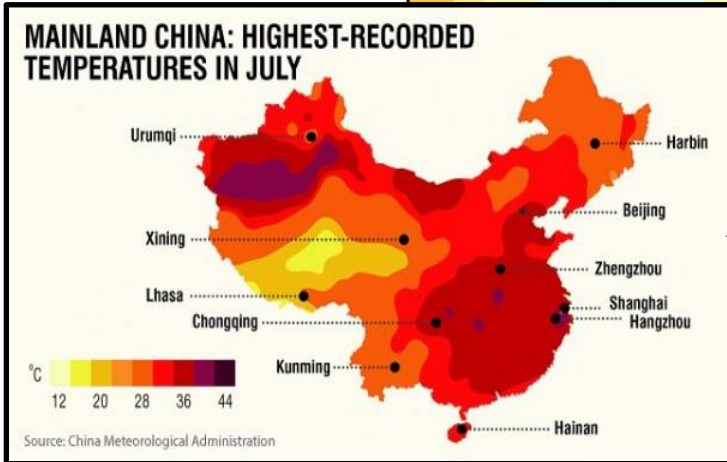 MAINLAND CHINA: HIGHEST-RECORDED
TEMPERATURES IN JULY
Urumqi
Harbin
Beijing
Xining
Zhengzhou
Lhasa
Shanghai
Hangzhou
Chongqing
Kunming
°C
12 20 28 36 44
Hainan
Source: China Meteorological Administration